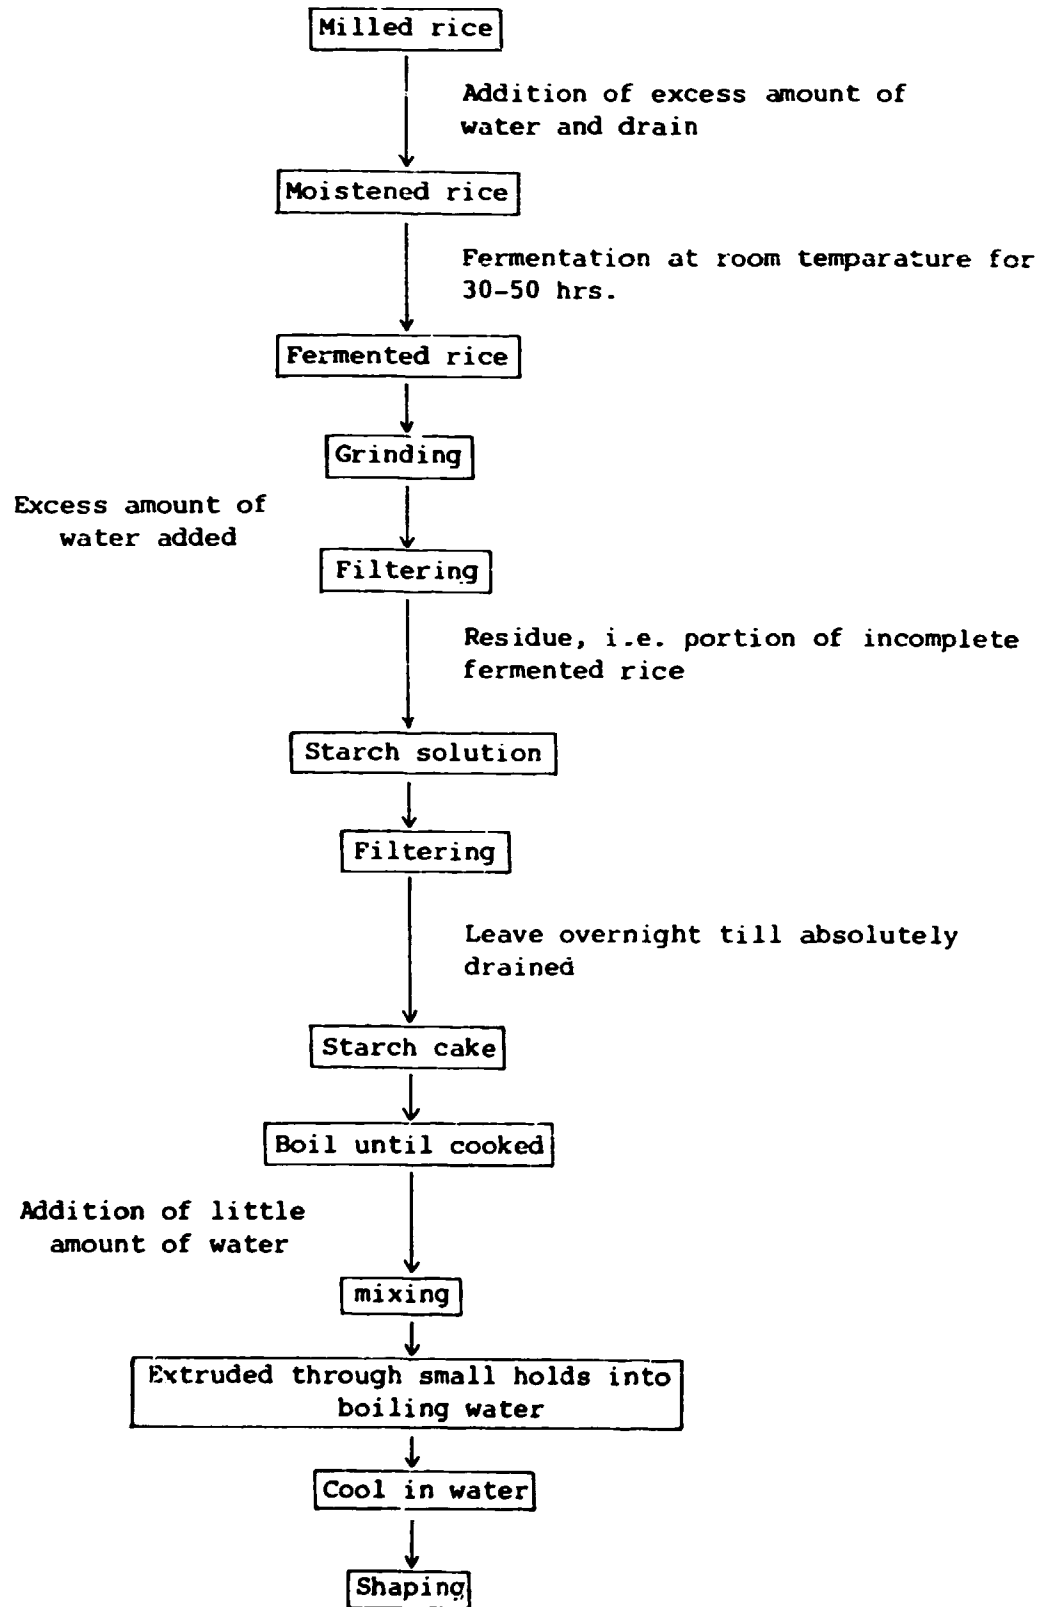 Milled rice
Addition of excess amount of
water and drain
Moistened rice
Fermentation at room temparature for
30-50 hrs.
Fermented rice
Grinding
Excess amount of
water added
Filtering
Residue, i.e. portion of incomplete
fermented rice
Starch solution
Filtering
Leave overnight till absolutely
drained
Starch cake
Boil until cooked
Addition of little
amount of water
mixing
Extruded through small holds into
boiling water
Cool in water
Shaping